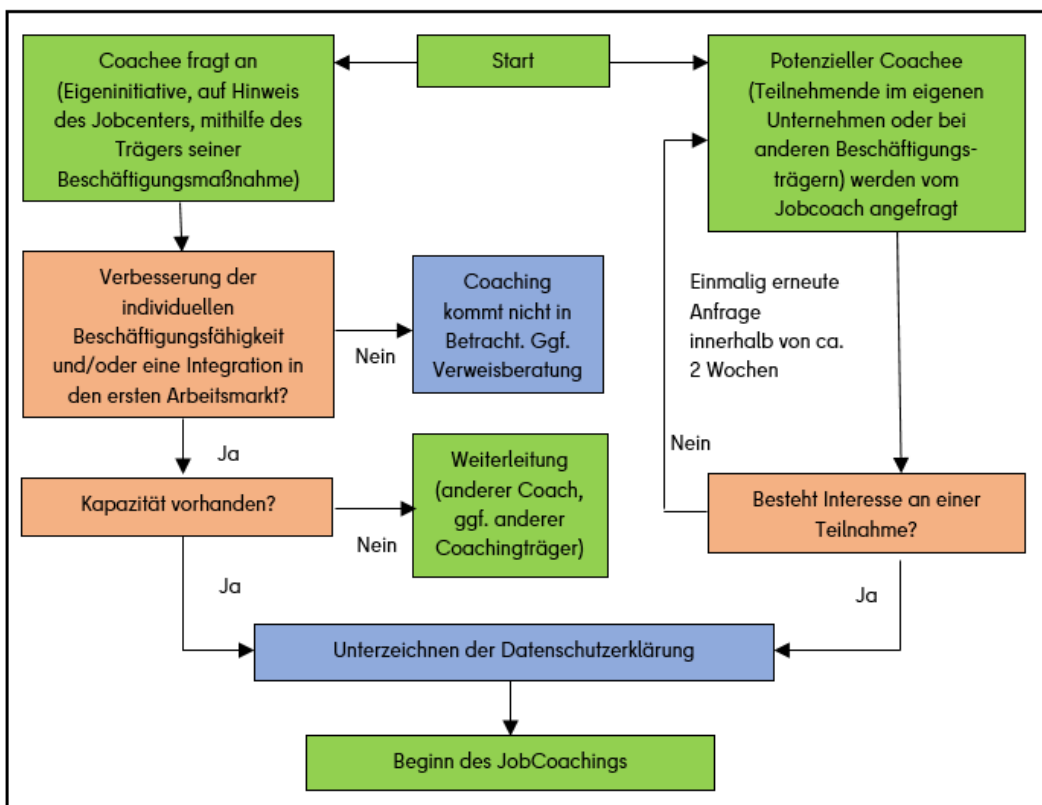 Coachee fragt an
(Eigeninitiative, auf Hinweis
des Jobcenters, mithilfe des
Trägers seiner
Beschäftigungsmaßnahme)
Start
Potenzieller Coachee
(Teilnehmende im eigenen
Unternehmen oder bei
anderen Beschäftigungs-
trägern) werden vom
Jobcoach angefragt
Verbesserung der
individuellen
Beschäftigungsfähigkeit
und/oder eine Integration in
den ersten Arbeitsmarkt?
Nein
Coaching
kommt nicht in
Betracht. Ggf.
Verweisberatung
Einmalig erneute
Anfrage
innerhalb von ca.
2 Wochen
Ja
Kapazität vorhanden?
Nein
Weiterleitung
(anderer Coach,
ggf. anderer
Coachingträger)
Nein
Besteht Interesse an einer
Teilnahme?
Ja
Ja
Unterzeichnen der Datenschutzerklärung
Beginn des JobCoachings